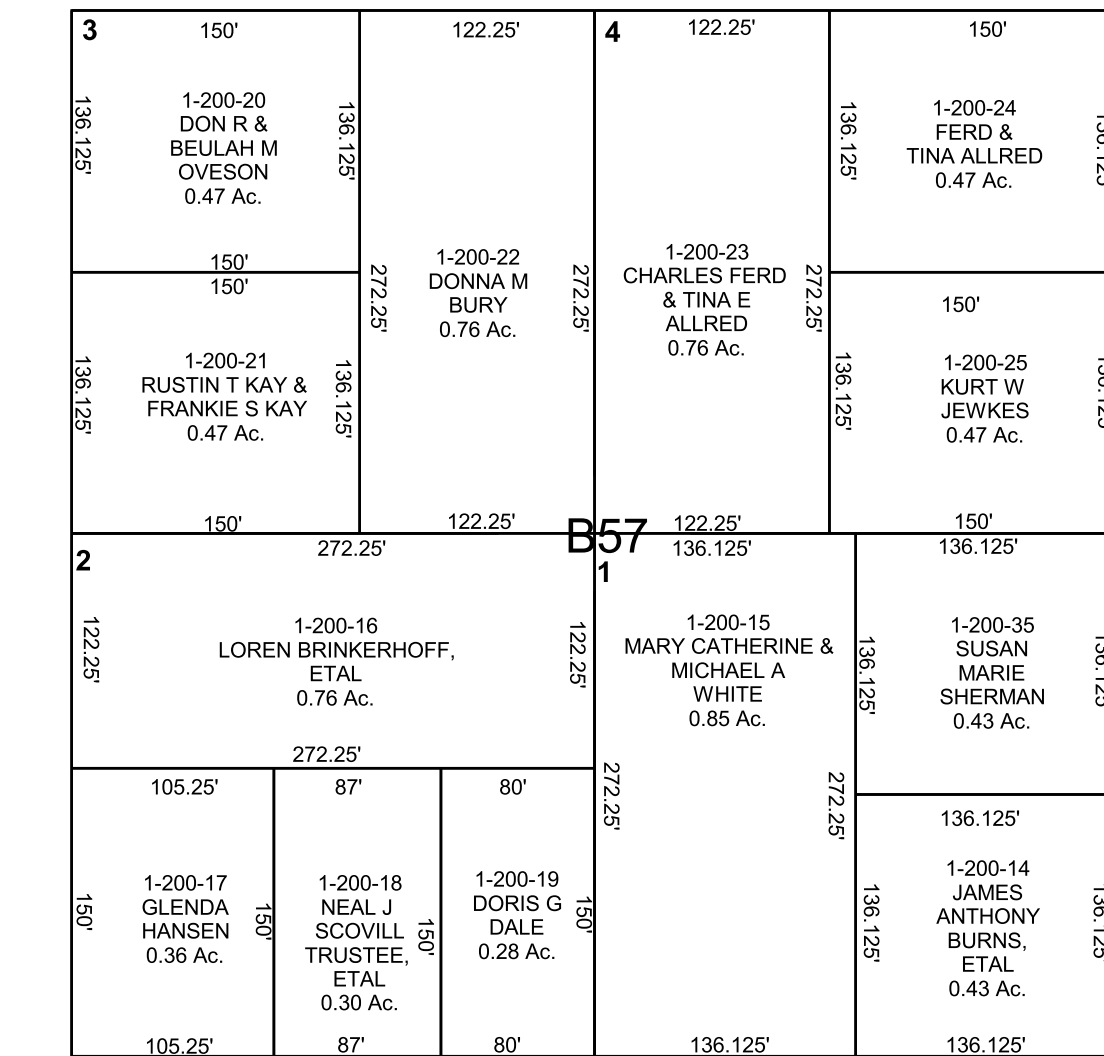 3
150'
136.125'
1-200-20
DON R &
BEULAH M
OVESON
0.47 Ac.
136.125'
150'
122.25'
272.25'
1-200-22
DONNA M
BURY
0.76 Ac.
272.25'
122.25'
4
122.25'
1-200-23
CHARLES FERD
& TINA E
ALLRED
0.76 Ac.
272.25'
122.25'
150'
136.125'
1-200-24
FERD &
TINA ALLRED
0.47 Ac.
136.125
150'
136.125'
1-200-21
RUSTIN T KAY &
FRANKIE S KAY
0.47 Ac.
136.125'
150'
150'
136.125'
1-200-25
KURT W
JEWKES
0.47 Ac.
136.125
150'
B57
2
272.25'
122.25'
1-200-16
LOREN BRINKERHOFF,
ETAL
0.76 Ac.
122.25'
272.25'
1
136.125'
1-200-15
MARY CATHERINE &
MICHAEL A
WHITE
0.85 Ac.
272.25'
272.25'
136.125'
136.125'
136.125'
1-200-35
SUSAN
MARIE
SHERMAN
0.43 Ac.
136.125
105.25'
150'
1-200-17
GLENDA
HANSEN
0.36 Ac.
150'
105.25'
87'
1-200-18
NEAL J
SCOVILL
TRUSTEE,
ETAL
0.30 Ac.
150'
87'
80'
1-200-19
DORIS G
DALE
0.28 Ac.
150'
80'
136.125'
136.125'
1-200-14
JAMES
ANTHONY
BURNS,
ETAL
0.43 Ac.
136.125
136.125'